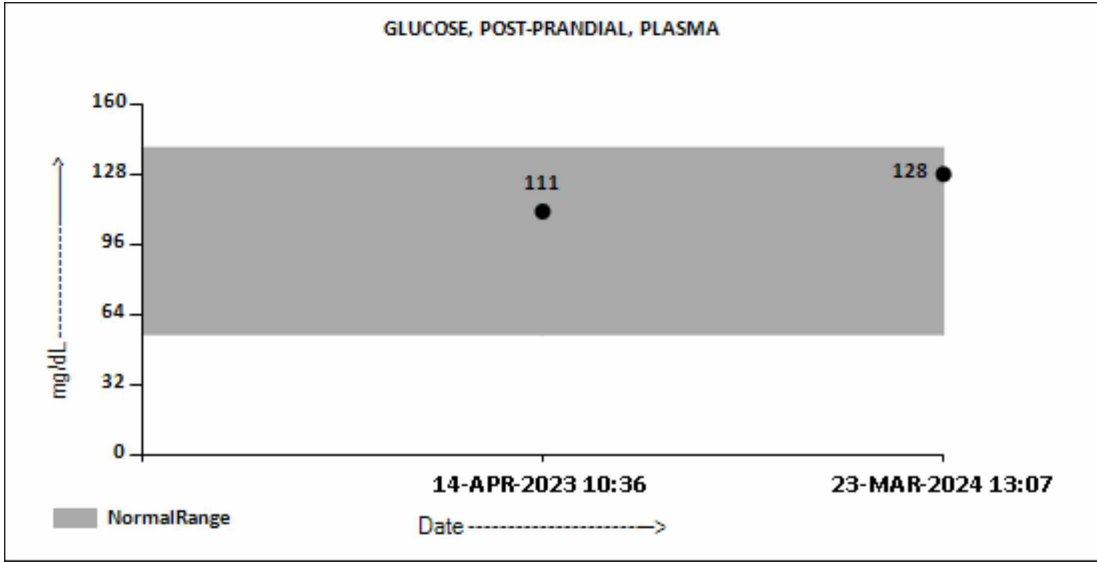 GLUCOSE, POST-PRANDIAL, PLASMA
160
128
96
64
32
0
mg/dL
111
128
14-APR-2023 10:36
23-MAR-2024 13:07
NormalRange
Date